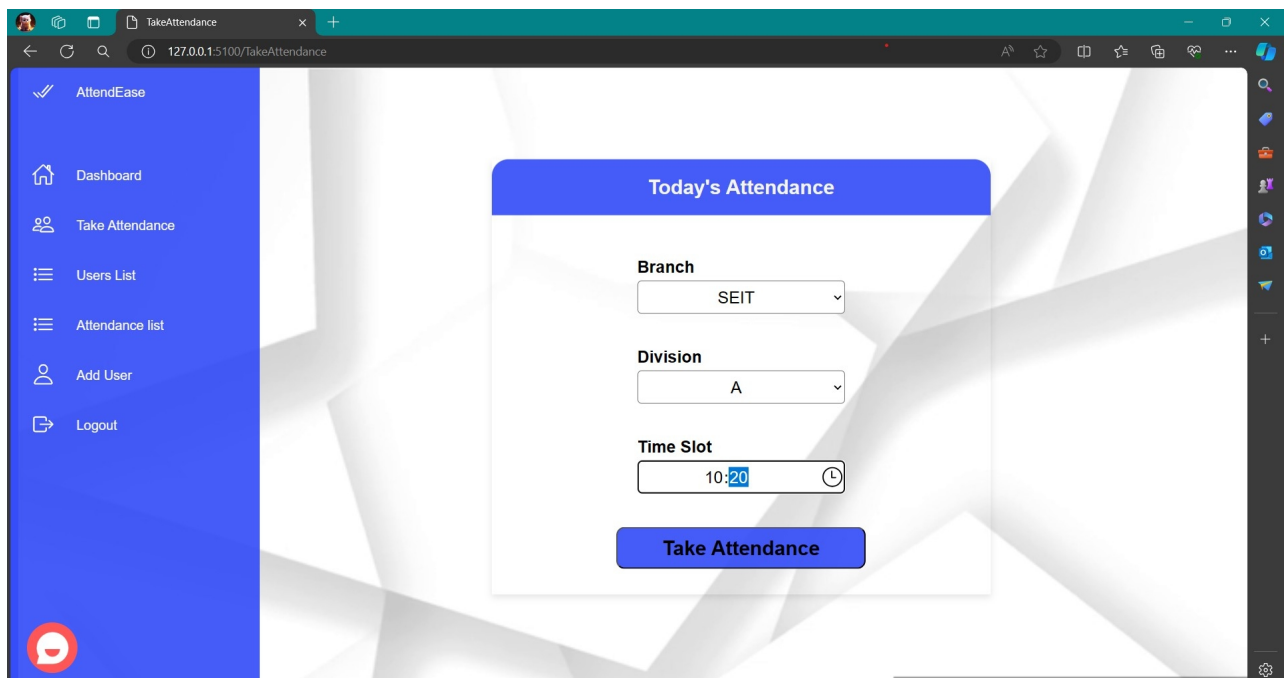 TakeAttendance
127.0.0.1:5100/TakeAttendance
AttendEase
Dashboard
Take Attendance
Users List
Attendance list
Add User
Logout
Today's Attendance
Branch
SEIT
Division
A
Time Slot
10:20
Take Attendance